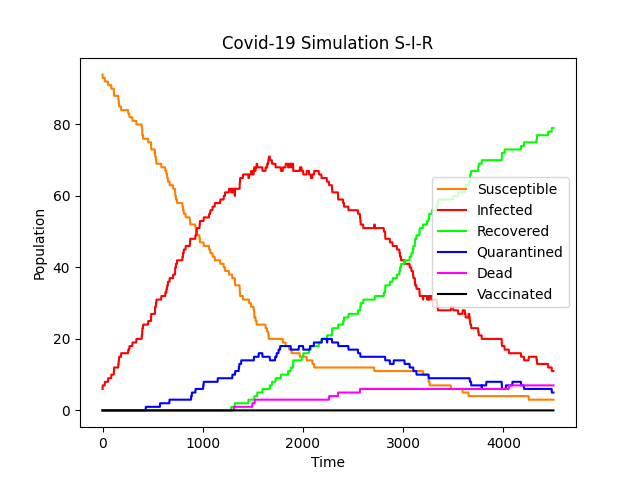 Covid-19 Simulation S-I-R
Population
80
60
40
20
0
Susceptible
Infected
Recovered
Quarantined
Dead
Vaccinated
0 1000 2000 3000 4000
Time